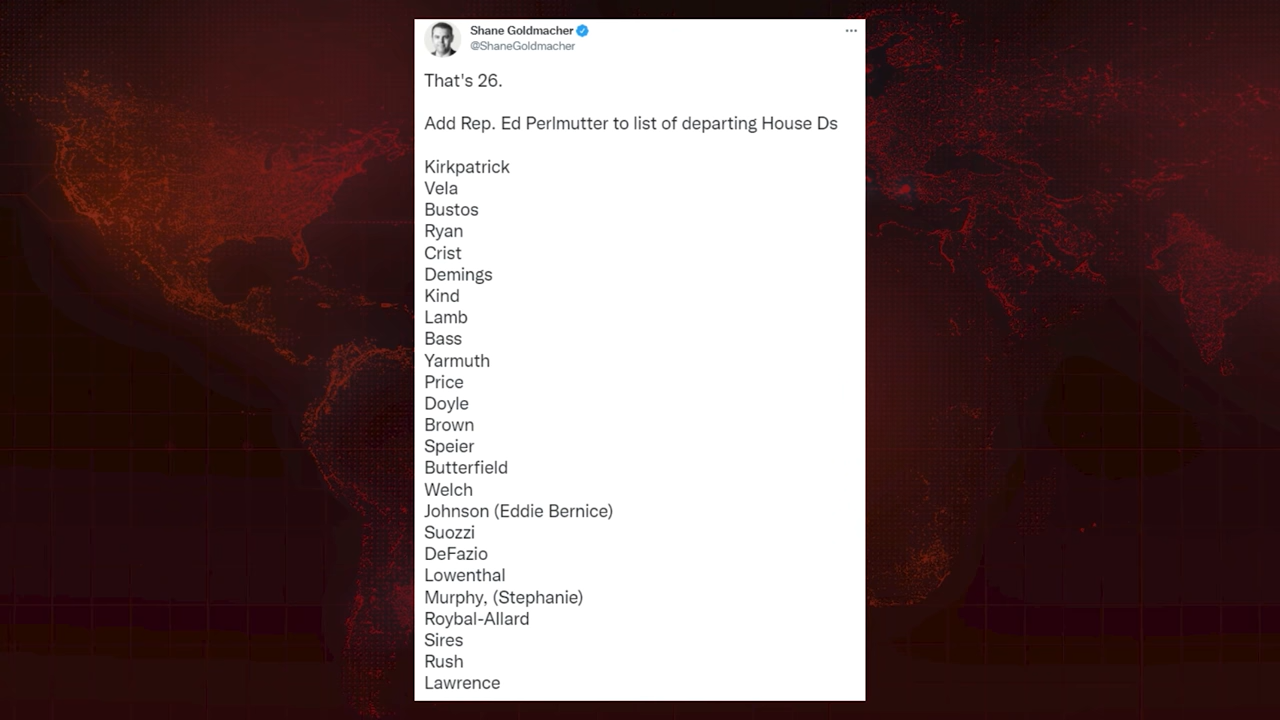 Shane Goldmacher
@ShaneGoldmacher
That's 26.
Add Rep. Ed Perlmutter to list of departing House Ds
Kirkpatrick
Vela
Bustos
Ryan
Crist
Demings
Kind
Lamb
Bass
Yarmuth
Price
Doyle
Brown
Speier
Butterfield
Welch
Johnson (Eddie Bernice)
Suozzi
DeFazio
Lowenthal
Murphy, (Stephanie)
Roybal-Allard
Sires
Rush
Lawrence